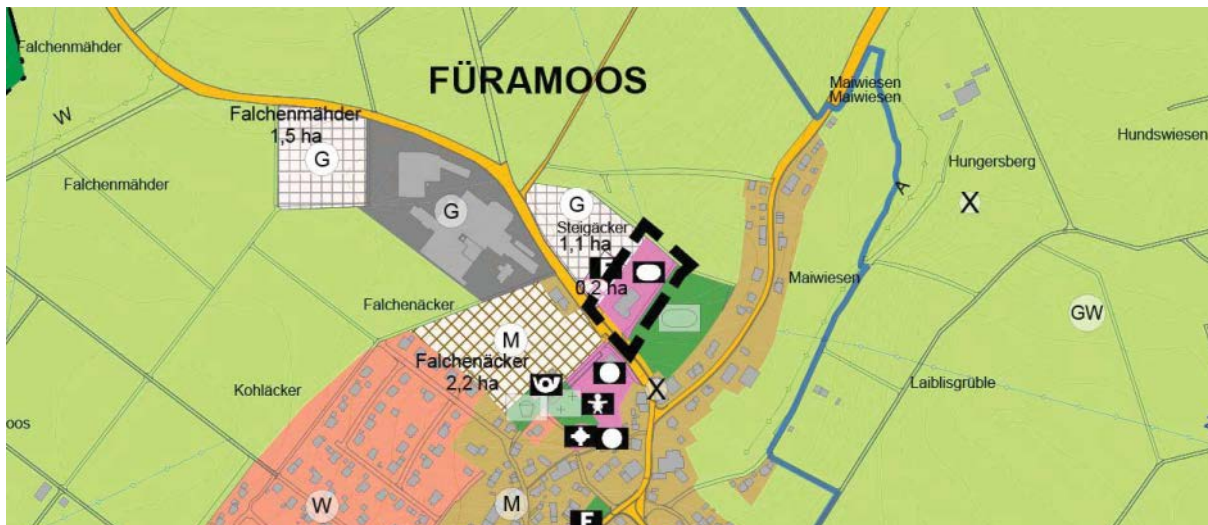 Falchenmähder
FÜRAMOOS
Maiwiesen
Maiwiesen
W
Falchenmähder
1,5 ha
Hundswiesen
G
Hungersberg
Falchenmähder
A
G
X
G
Steigäcker
1,1 ha
F
0,2 ha
Maiwiesen
Falchenäcker
GW
M
Falchenäcker
2,2 ha
Kohläcker
X
Laiblisgrüble
oos
W
M
F